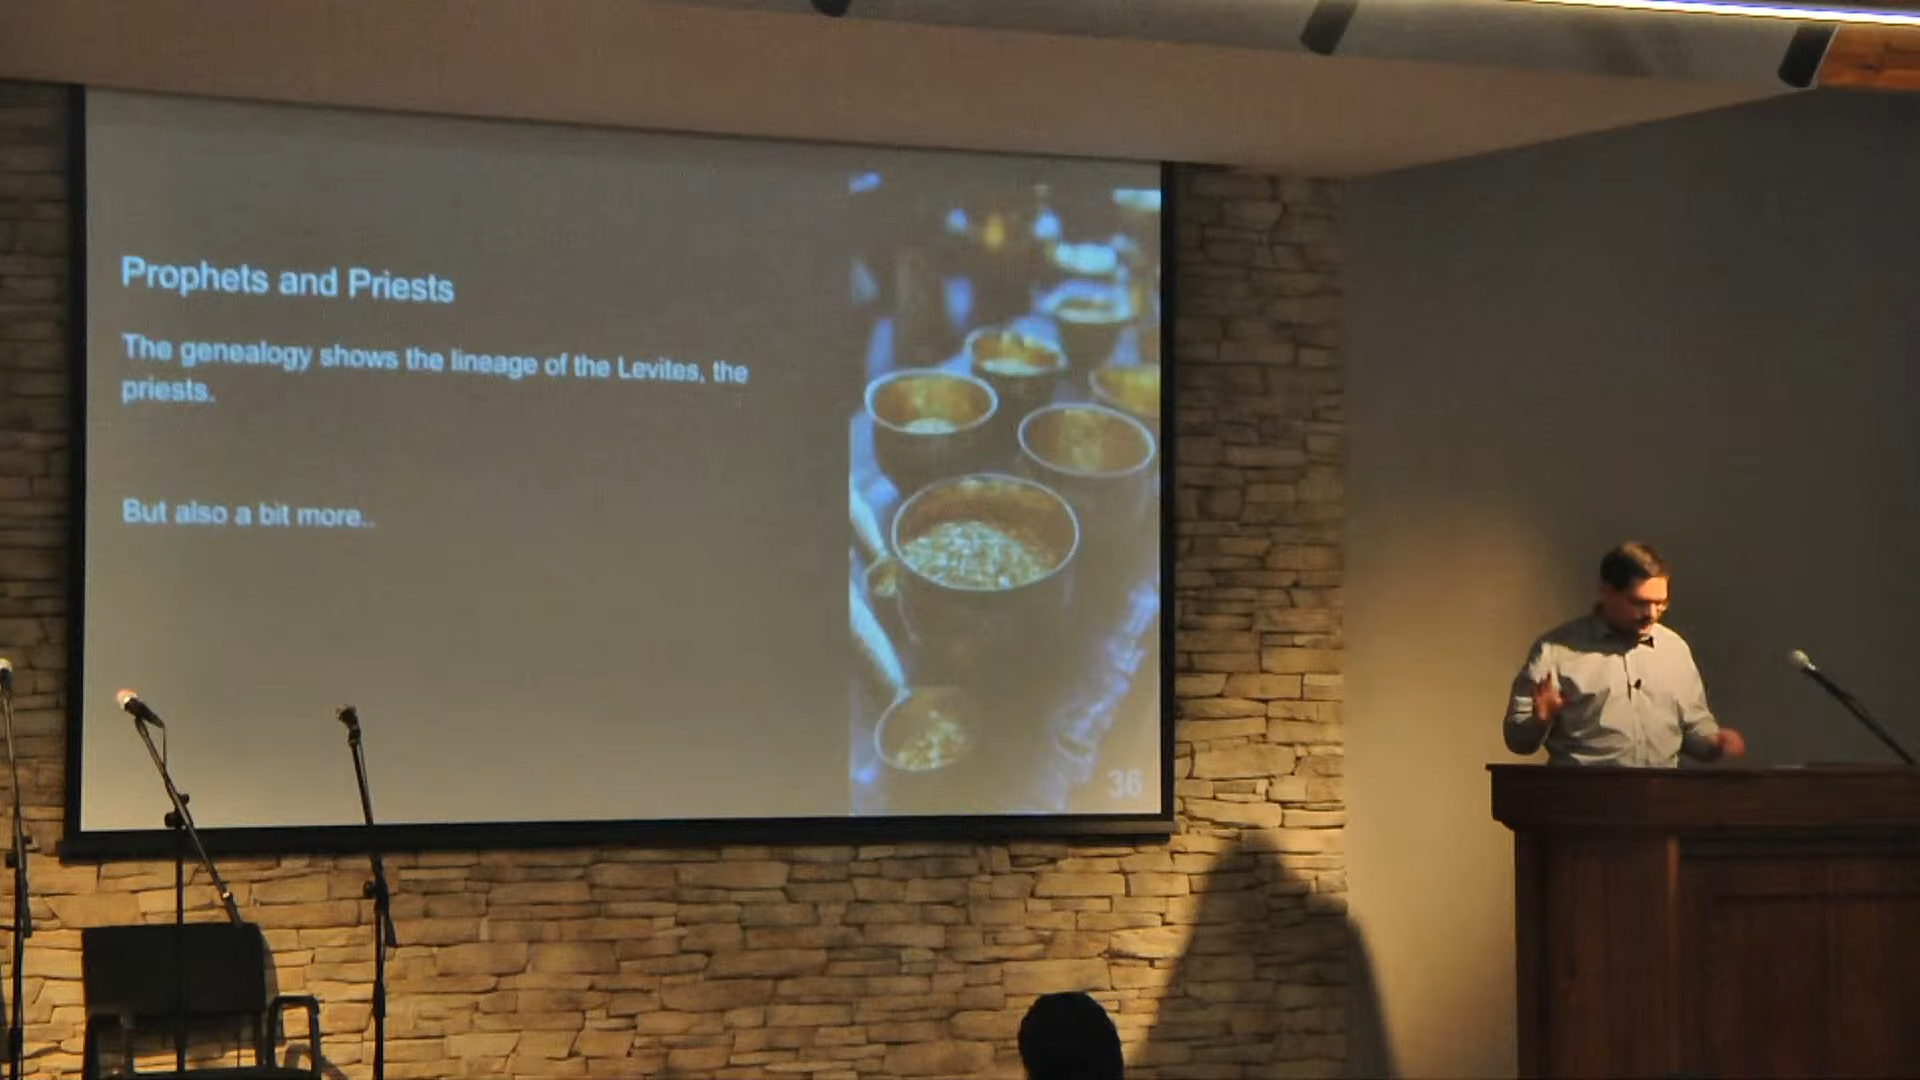 Prophets and Priests
The genealogy shows the lineage of the Levites, the
priests.
But also a bit more..
36